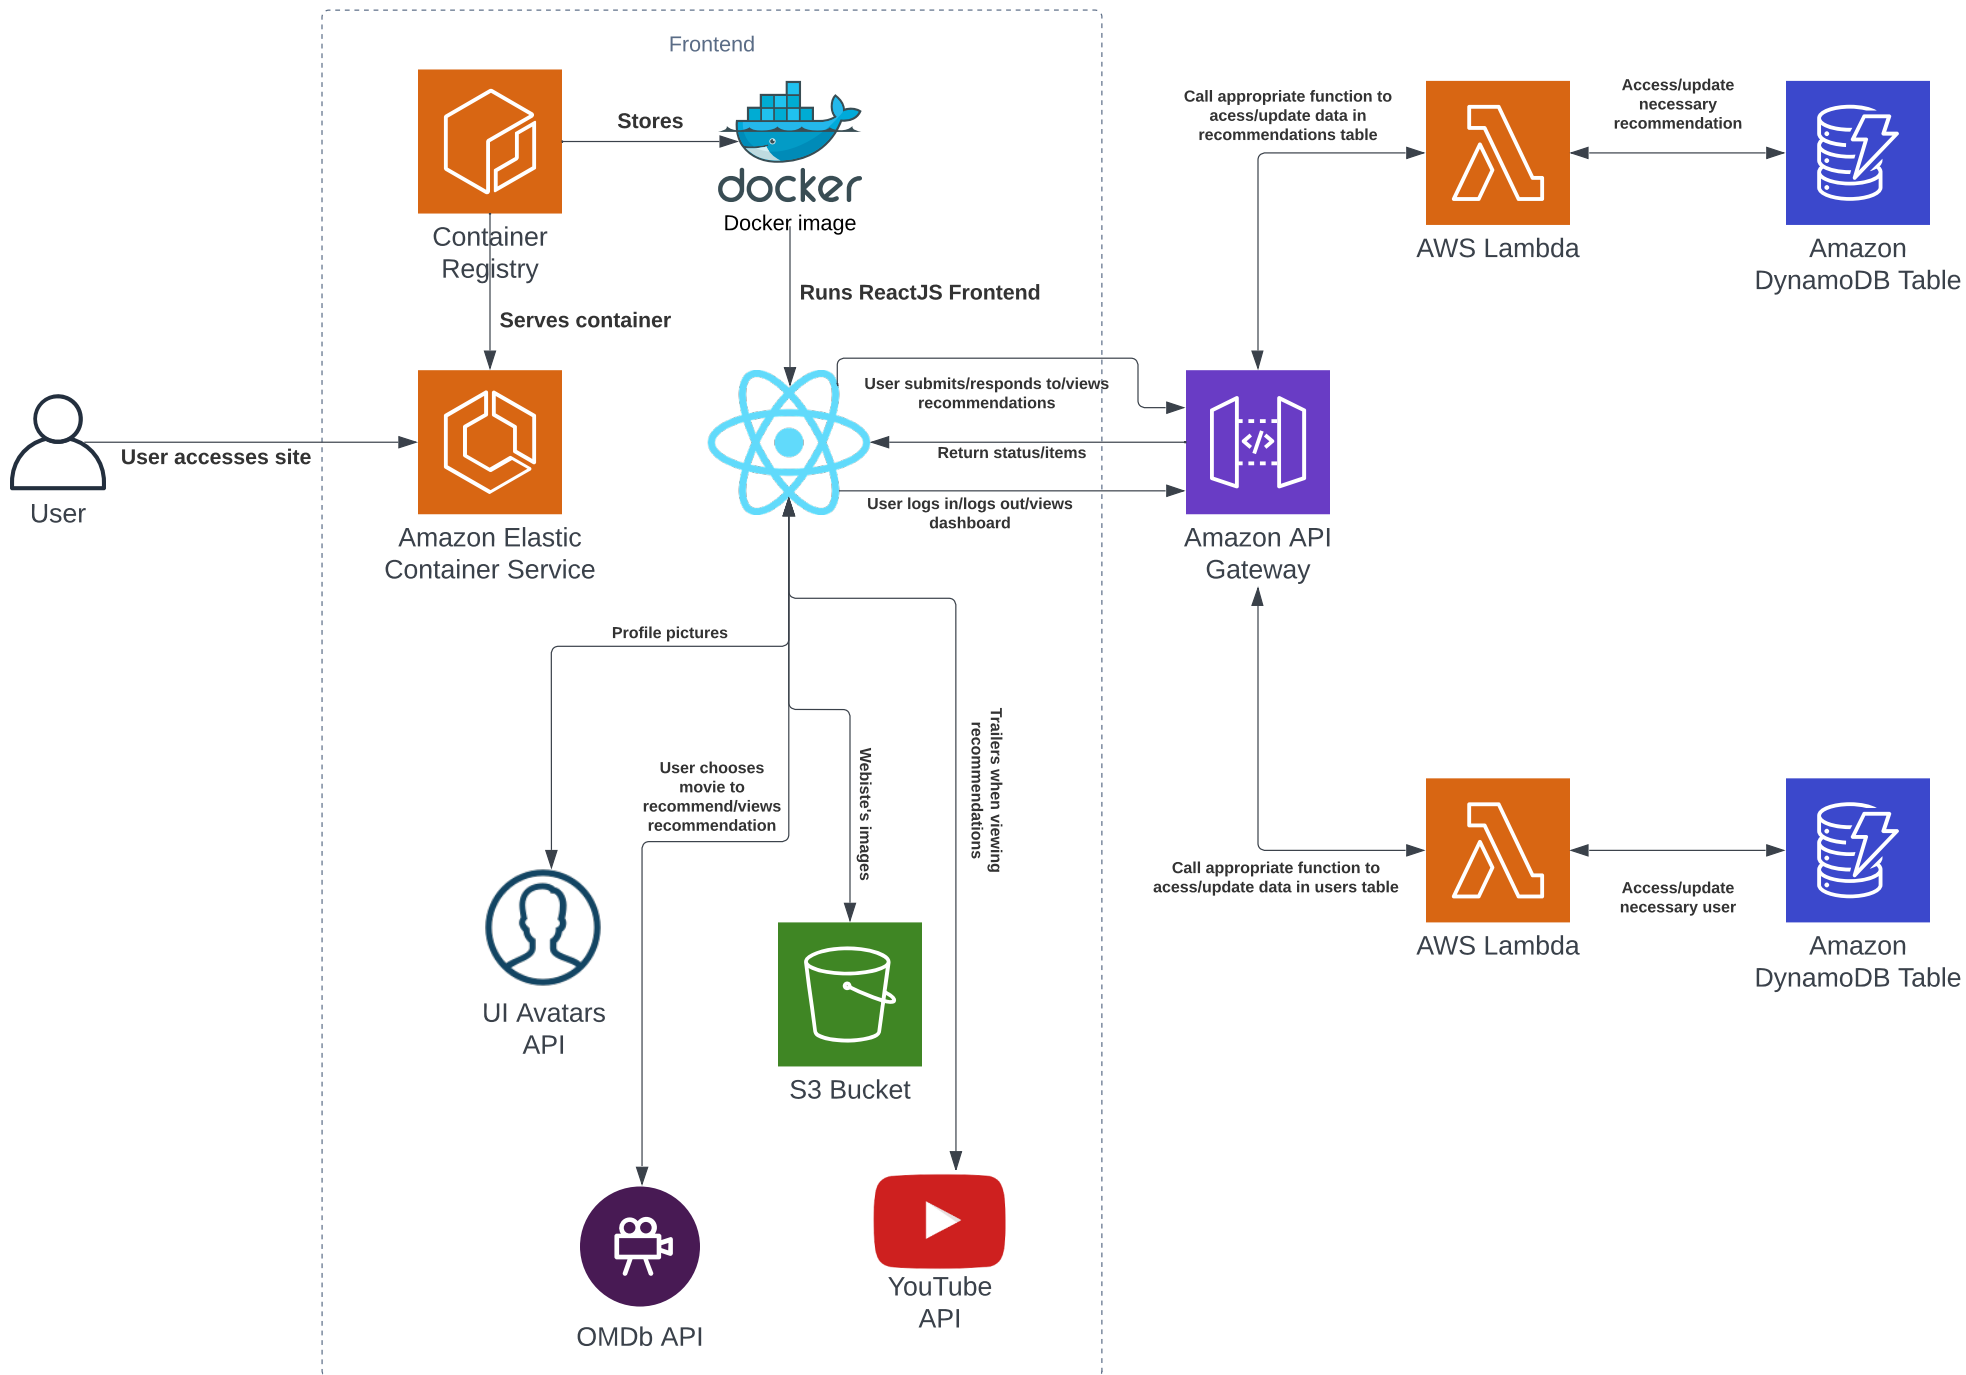 Frontend
Stores
docker
Docker image
Container
Registry
Serves container
Runs ReactJS Frontend
User accesses site
User
Amazon Elastic
Container Service
User submits/responds to/views
recommendations
Return status/items
User logs in/logs out/views
dashboard
Amazon API
Gateway
Call appropriate function to
acess/update data in
recommendations table
AWS Lambda
Access/update
necessary
recommendation
Amazon
DynamoDB Table
Profile pictures
User chooses
movie to
recommend/views
recommendation
Webiste's images
Trailers when viewing
recommendations
UI Avatars
API
S3 Bucket
OMDb API
YouTube
API
Call appropriate function to
acess/update data in users table
AWS Lambda
Access/update
necessary user
Amazon
DynamoDB Table